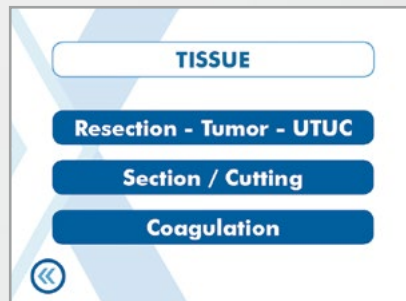 TISSUE
Resection - Tumor - UTUC
Section / Cutting
Coagulation